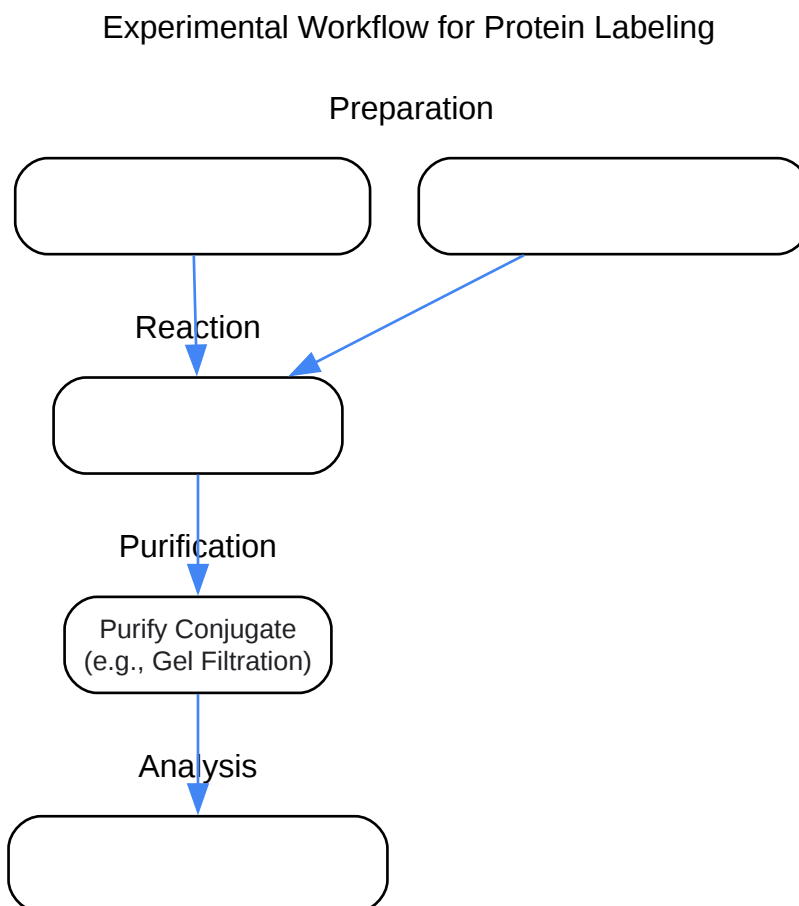 Experimental Workflow for Protein Labeling
Preparation
Reaction
Purification
Purify Conjugate
(e.g., Gel Filtration)
Analysis